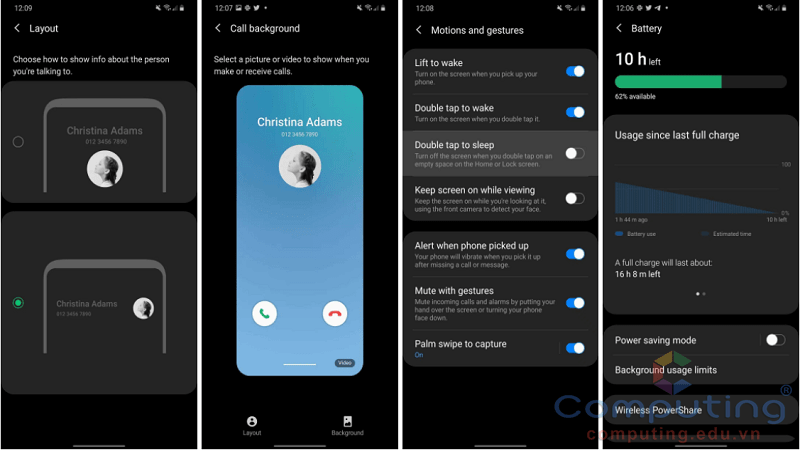 12:09
Layout
Choose how to show info about the person
you're talking to.
Christina Adams
012 3456 7890
Christina Adams
012 3456 7890
12:07
Call background
Select a picture or video to show when you
make or receive calls.
Christina Adams
012 3456 7890
Video
Layout
Background
12:08
Motions and gestures
Lift to wake
Turn on the screen when you pick up your
phone.
Double tap to wake
Turn on the screen when you double tap it.
Double tap to sleep
Turn off the screen when you double tap on an
empty space on the Home or Lock screen.
Keep screen on while viewing
Keep the screen on while you're looking at it,
using the front camera to detect your face.
Alert when phone picked up
Your phone will vibrate when you pick it up
after missing a call or message.
Mute with gestures
Mute incoming calls and alarms by putting your
hand over the screen or turning your phone
face down.
Palm swipe to capture
On
12:06
Battery
10 h left
62% available
Usage since last full charge
100
0%
1 h 44 m ago
10 h left
Battery use
Estimated time
A full charge will last about:
16 h 8 m left
Power saving mode
Background usage limits
Wireless PowerShare
Computing®
computing.edu.vn